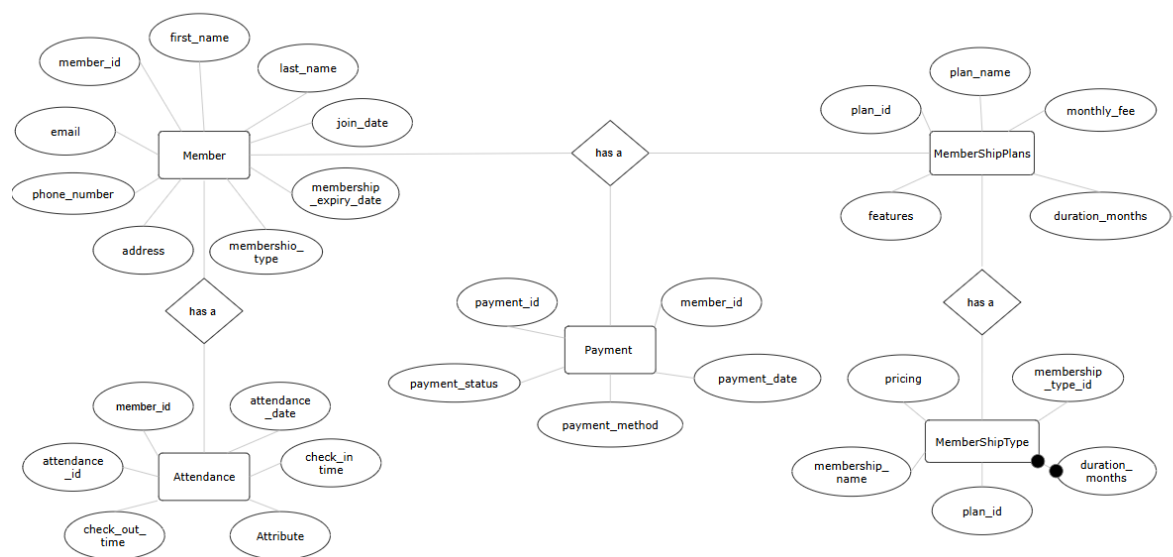 first_name
member_id
last_name
plan_name
plan_id
monthly_fee
email
join_date
Member
has a
MemberShipPlans
phone_number
membership
_expiry_date
features
duration_months
address
membershio_
type
has a
payment_id
member_id
has a
Payment
payment_status
payment_date
pricing
membership
_type_id
member_id
attendance
_date
payment_method
MemberShipType
attendance
_id
Attendance
check_in
time
membership_
name
duration_
months
plan_id
check_out_
time
Attribute